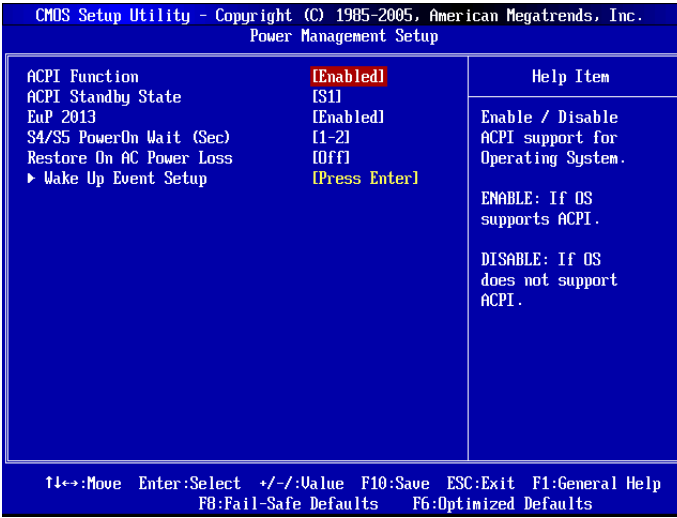 CMOS Setup Utility - Copyright (C) 1985-2005, American Megatrends, Inc.
Power Management Setup
ACPI Function [Enabled]
ACPI Standby State [S1]
EuP 2013 [Enabled]
S4/S5 PowerOn Wait (Sec) [1-2]
Restore On AC Power Loss [Off]
▶ Wake Up Event Setup [Press Enter]
Help Item
Enable / Disable
ACPI support for
Operating System.
ENABLE: If OS
supports ACPI.
DISABLE: If OS
does not support
ACPI.
↑↓↔:Move Enter:Select +/-/:Value F10:Save ESC:Exit F1:General Help
F8:Fail-Safe Defaults F6:Optimized Defaults